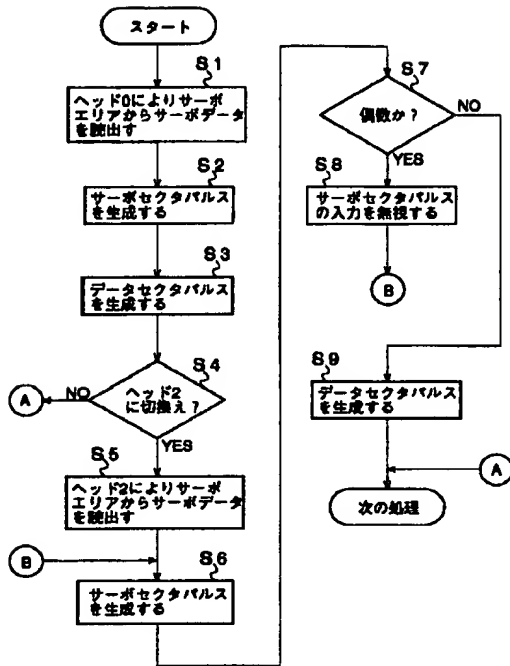 スタート
S1
ヘッド0によりサーボ
エリアからサーボデータ
を読出す
S2
サーボセクタパルス
を生成する
S3
データセクタパルス
を生成する
S4
ヘッド2
に切換え?
NO
A
YES
S5
ヘッド2によりサーボ
エリアからサーボデータ
を読出す
B
S6
サーボセクタパルス
を生成する
S7
偶数か?
NO
YES
S8
サーボセクタパルス
の入力を無視する
B
S9
データセクタパルス
を生成する
A
次の処理